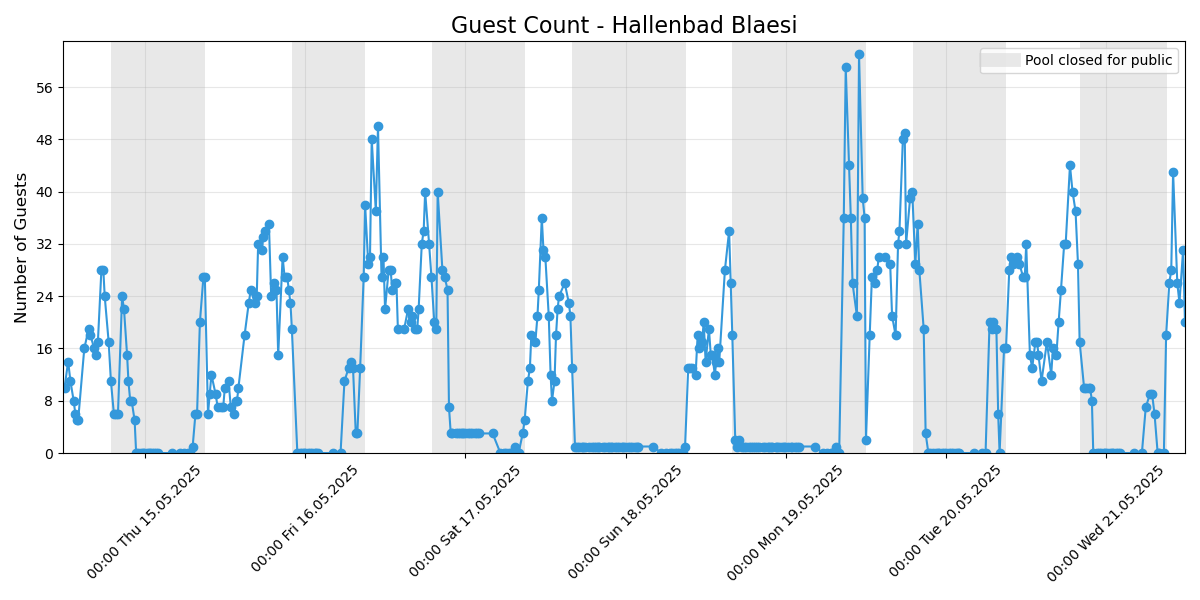 Guest Count - Hallenbad Blaesi
Pool closed for public
Number of Guests
56
48
40
32
24
16
8
0
00:00 Thu 15.05.2025
00:00 Fri 16.05.2025
00:00 Sat 17.05.2025
00:00 Sun 18.05.2025
00:00 Mon 19.05.2025
00:00 Tue 20.05.2025
00:00 Wed 21.05.2025